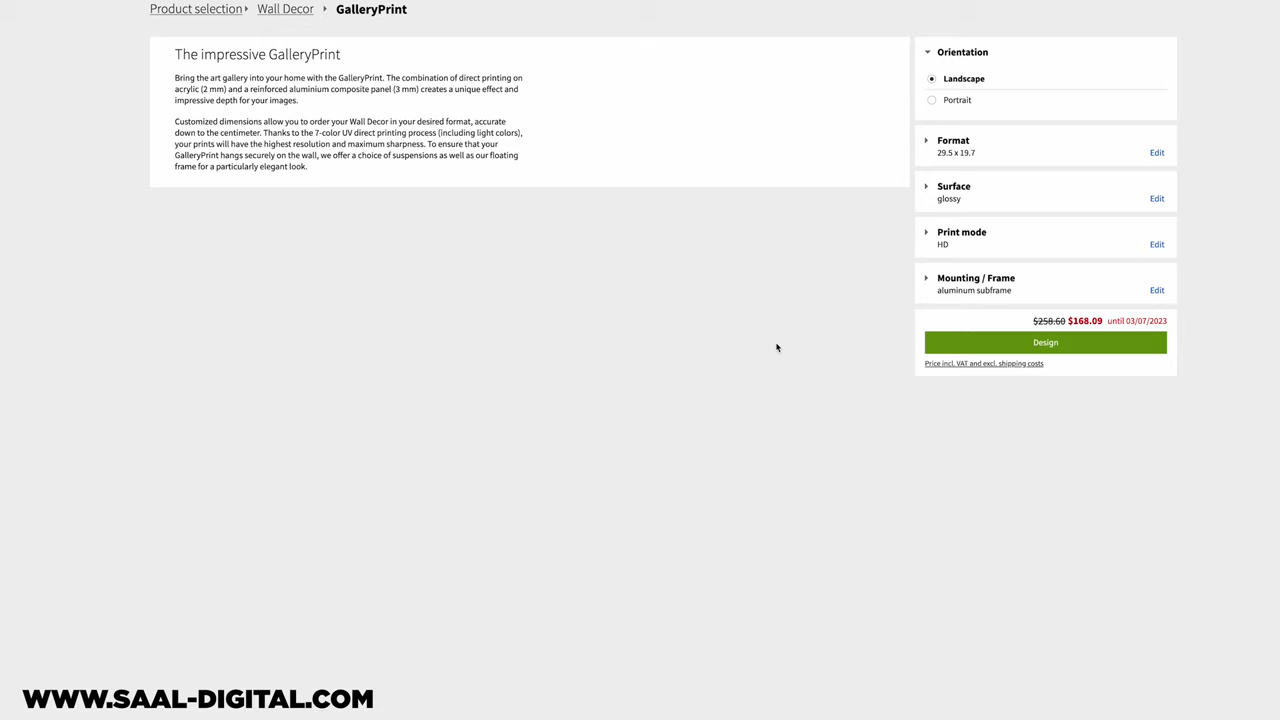 Product selection
Wall Decor
GalleryPrint
The impressive GalleryPrint
Bring the art gallery into your home with the GalleryPrint. The combination of direct printing on
acrylic (2 mm) and a reinforced aluminium composite panel (3 mm) creates a unique effect and
impressive depth for your images.
Customized dimensions allow you to order your Wall Decor in your desired format, accurate
down to the centimeter. Thanks to the 7-color UV direct printing process (including light colors),
your prints will have the highest resolution and maximum sharpness. To ensure that your
GalleryPrint hangs securely on the wall, we offer a choice of suspensions as well as our floating
frame for a particularly elegant look.
Orientation
Landscape
Portrait
Format
29.5 x 19.7
Edit
Surface
glossy
Edit
Print mode
HD
Edit
Mounting / Frame
aluminum subframe
Edit
$258.60 $168.09 until 03/07/2023
Design
Price incl. VAT and excl. shipping costs
WWW.SAAL-DIGITAL.COM